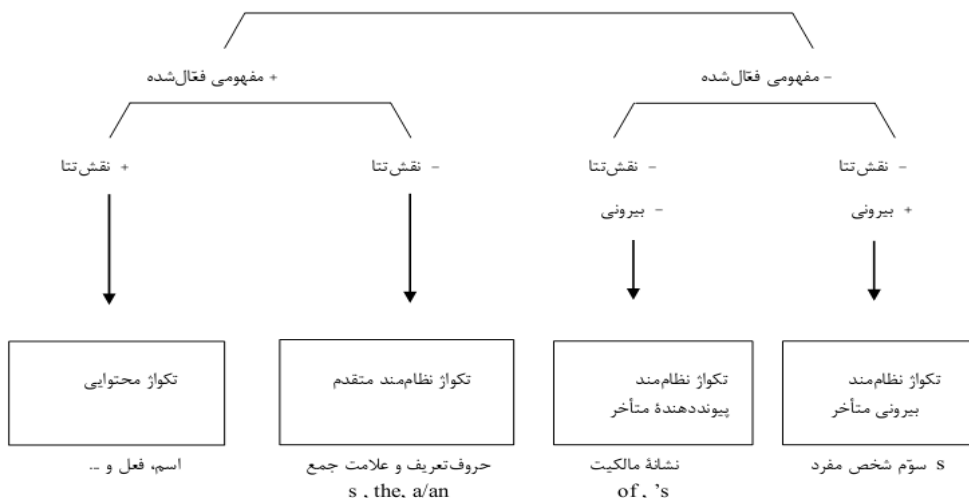 + مفهومی فعّال‌شده
− مفهومی فعّال‌شده
+ نقش‌تتا
− نقش‌تتا
− نقش‌تتا
− بیرونی
− نقش‌تتا
+ بیرونی
تکواژ محتوایی
تکواژ نظام‌مند متقدم
تکواژ نظام‌مند
پیونددهندهٔ متأخر
تکواژ نظام‌مند
بیرونی متأخر
اسم، فعل و ...
حروف‌تعریف و علامت جمع
s , the, a/an
نشانهٔ مالکیت
of , ’s
s سوّم شخص مفرد